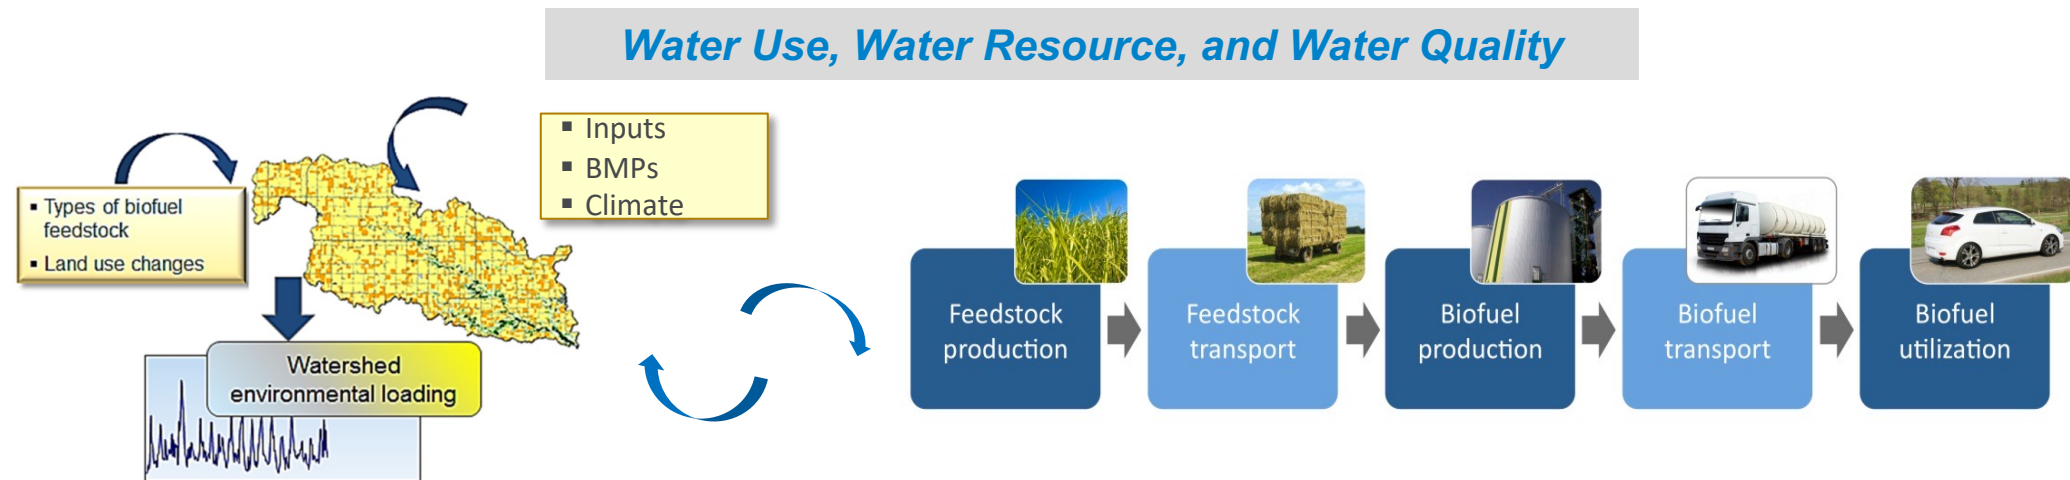 Water Use, Water Resource, and Water Quality
▪ Inputs
▪ BMPs
▪ Climate
▪ Types of biofuel
feedstock
▪ Land use changes
Watershed
environmental loading
Feedstock
production
Feedstock
transport
Biofuel
production
Biofuel
transport
Biofuel
utilization